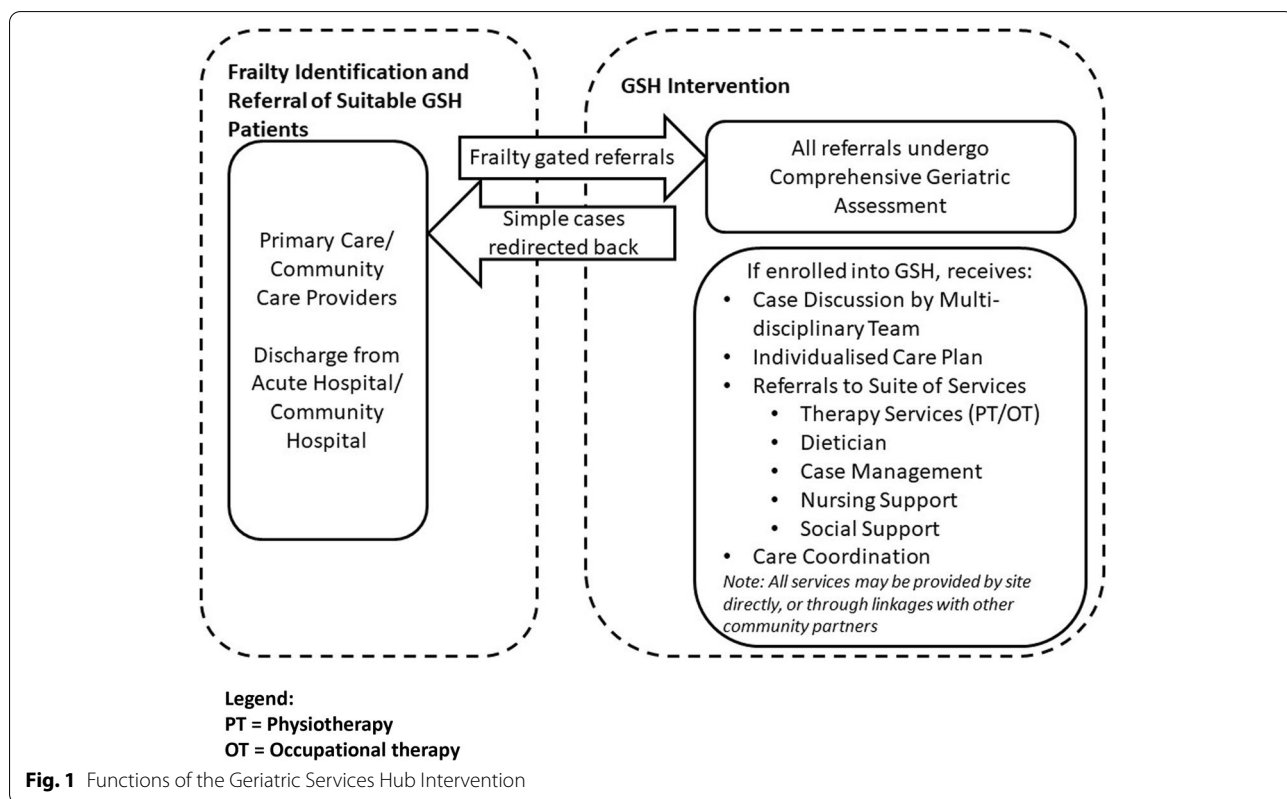 Frailty Identification and
Referral of Suitable GSH
Patients
Primary Care/
Community
Care Providers
Discharge from
Acute Hospital/
Community
Hospital
Frailty gated referrals
Simple cases
redirected back
GSH Intervention
All referrals undergo
Comprehensive Geriatric
Assessment
If enrolled into GSH, receives:
• Case Discussion by Multi-
disciplinary Team
• Individualised Care Plan
• Referrals to Suite of Services
• Therapy Services (PT/OT)
• Dietician
• Case Management
• Nursing Support
• Social Support
• Care Coordination
Note: All services may be provided by site
directly, or through linkages with other
community partners
Legend:
PT = Physiotherapy
OT = Occupational therapy
Fig. 1 Functions of the Geriatric Services Hub Intervention